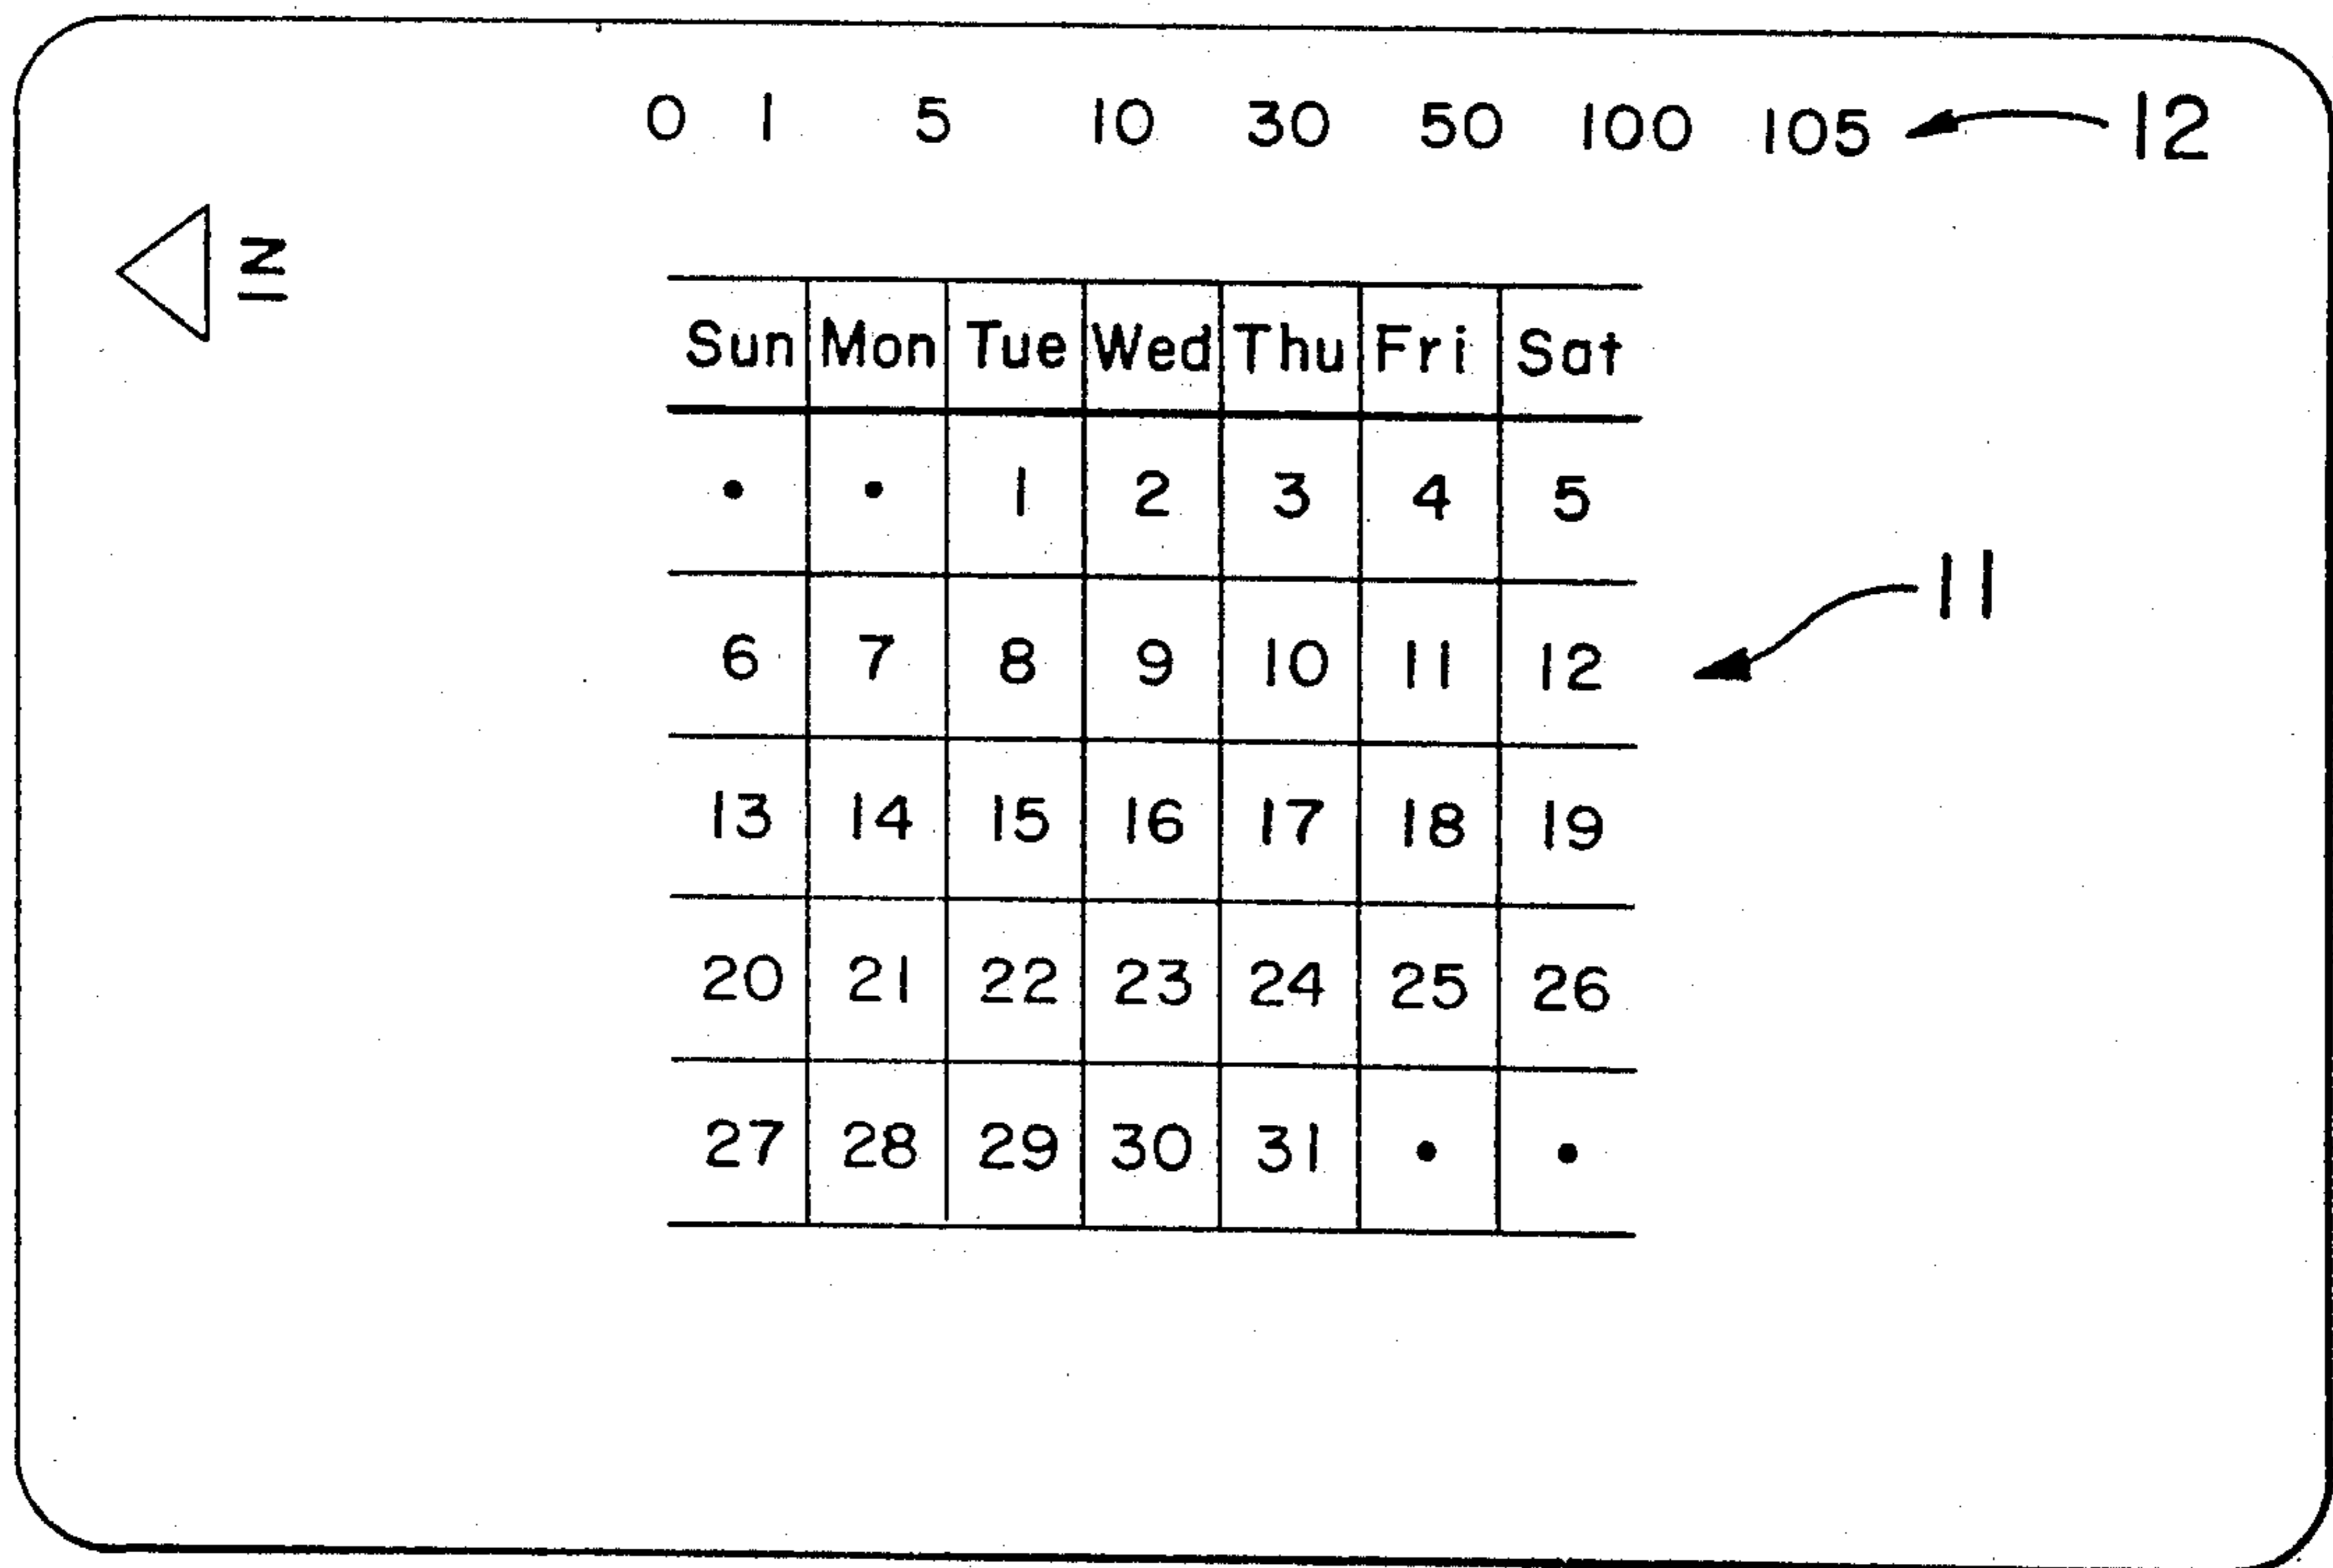 0 1 5 10 30 50 100 105 12
IN
Sun Mon Tue Wed Thu Fri Sat
• • 1 2 3 4 5
11
6 7 8 9 10 11 12
13 14 15 16 17 18 19
20 21 22 23 24 25 26
27 28 29 30 31 • •